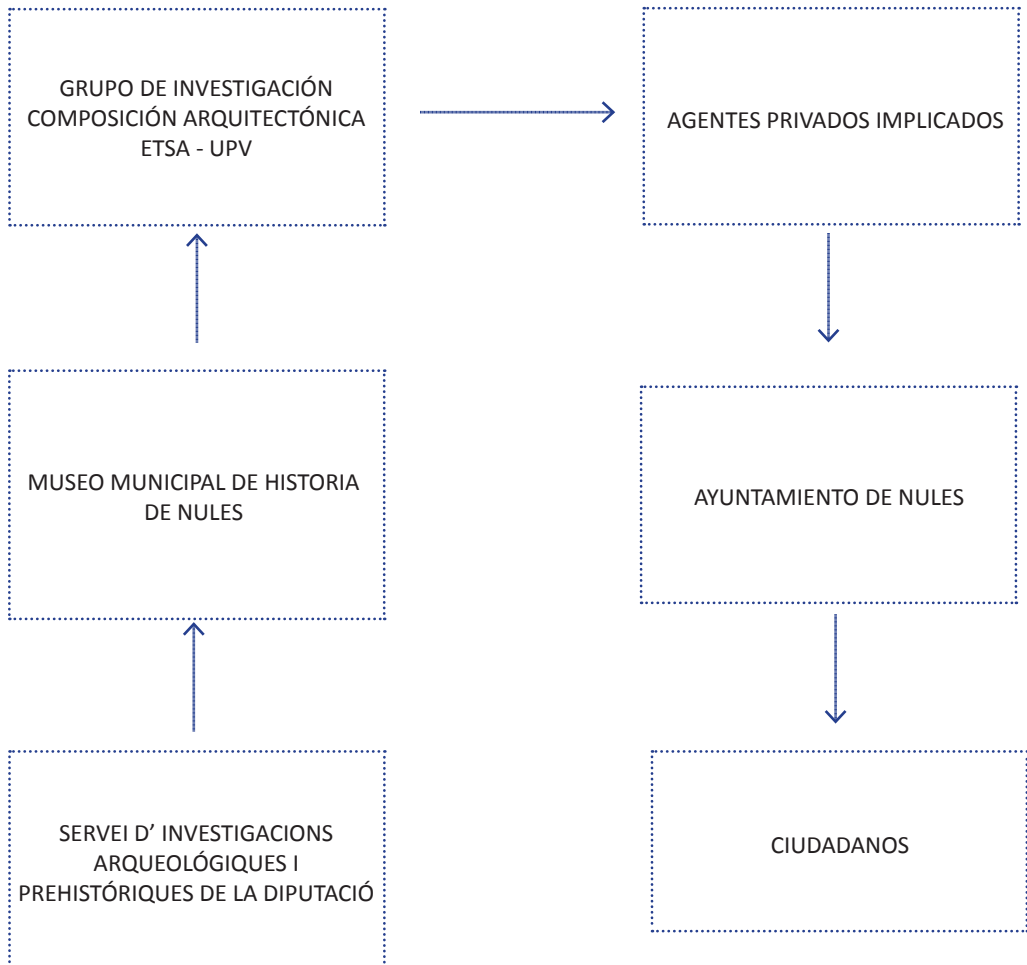 GRUPO DE INVESTIGACIÓN
COMPOSICIÓN ARQUITECTÓNICA
ETSA - UPV
AGENTES PRIVADOS IMPLICADOS
MUSEO MUNICIPAL DE HISTORIA
DE NULES
AYUNTAMIENTO DE NULES
SERVEI D’ INVESTIGACIONS
ARQUEOLÓGIQUES I
PREHISTÓRIQUES DE LA DIPUTACIÓ
CIUDADANOS